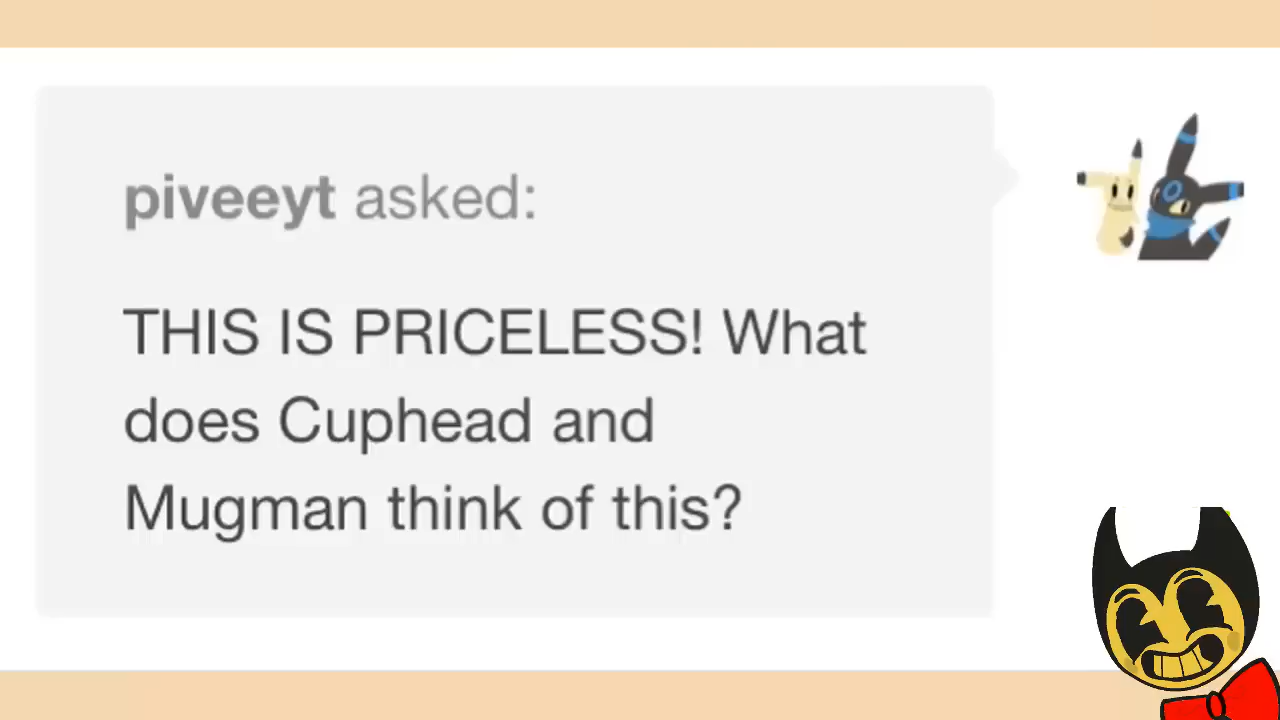 piveeyt asked:
THIS IS PRICELESS! What
does Cuphead and
Mugman think of this?